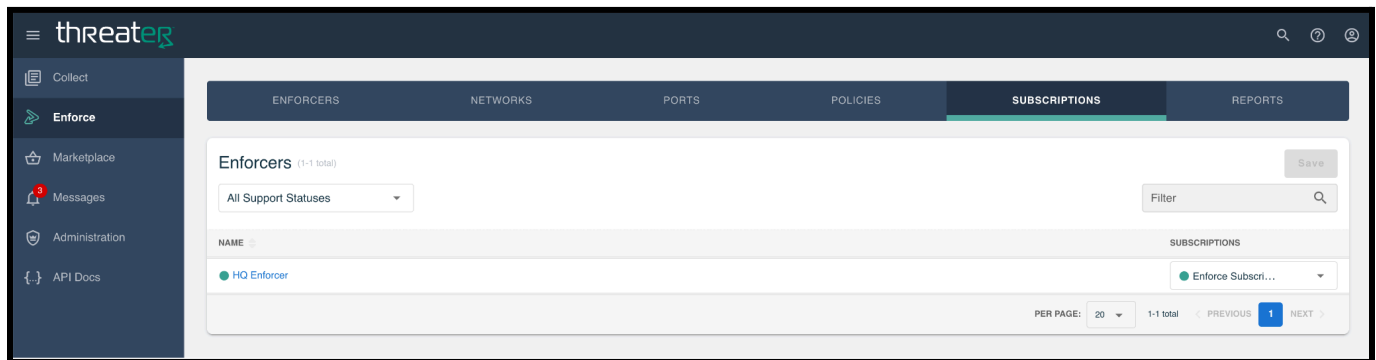 threater
Collect
Enforce
Marketplace
3
Messages
Administration
{..} API Docs
ENFORCERS NETWORKS PORTS POLICIES SUBSCRIPTIONS REPORTS
Enforcers (1-1 total)
Save
All Support Statuses
Filter
NAME SUBSCRIPTIONS
HQ Enforcer Enforce Subscri...
PER PAGE: 20 1-1 total < PREVIOUS 1 NEXT >